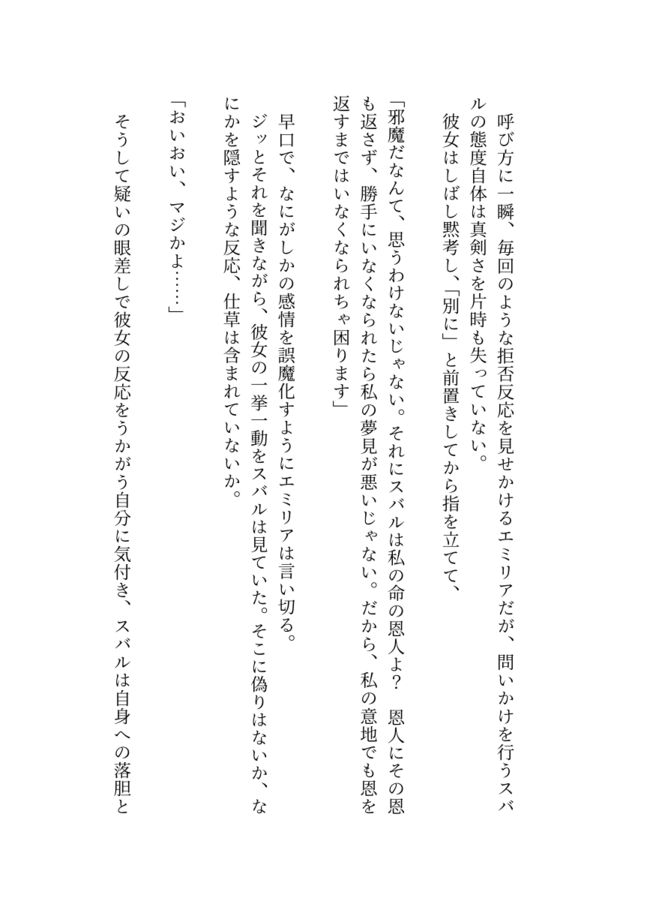 呼び方に一瞬、毎回のような拒否反応を見せかけるエミリアだが、問いかけを行うスバ
ルの態度自体は真剣さを片時も失っていない。
　彼女はしばし黙考し、「別に」と前置きしてから指を立てて、
「邪魔だなんて、思うわけないじゃない。それにスバルは私の命の恩人よ？　恩人にその恩
も返さず、勝手にいなくなられたら私の夢見が悪いじゃない。だから、私の意地でも恩を
返すまではいなくなられちゃ困ります」
　早口で、なにがしかの感情を誤魔化すようにエミリアは言い切る。
　ジッとそれを聞きながら、彼女の一挙一動をスバルは見ていた。そこに偽りはないか、な
にかを隠すような反応、仕草は含まれていないか。
「おいおい、マジかよ……」
　そうして疑いの眼差しで彼女の反応をうかがう自分に気付き、スバルは自身への落胆と